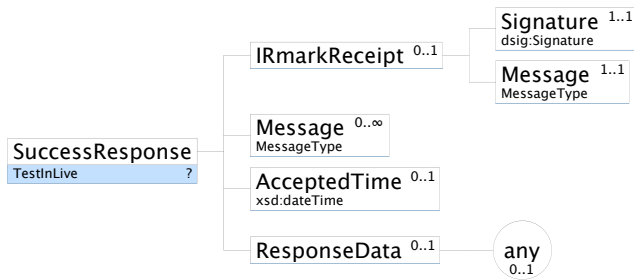 Signature 1..1
dsig:Signature
IRmarkReceipt 0..1
Message 1..1
MessageType
Message 0..∞
MessageType
SuccessResponse
TestInLive ?
AcceptedTime 0..1
xsd:dateTime
ResponseData 0..1
any
0..1